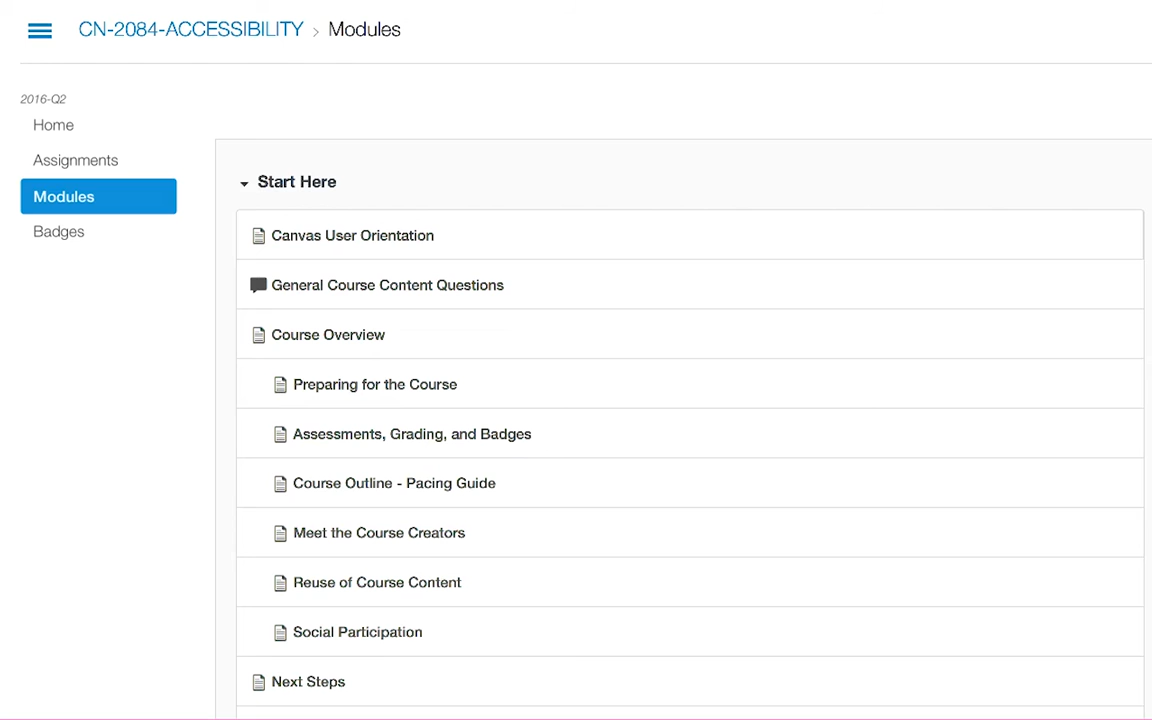 CN-2084-ACCESSIBILITY > Modules
2016-Q2
Home
Assignments
Modules
Badges
Start Here
Canvas User Orientation
General Course Content Questions
Course Overview
Preparing for the Course
Assessments, Grading, and Badges
Course Outline - Pacing Guide
Meet the Course Creators
Reuse of Course Content
Social Participation
Next Steps